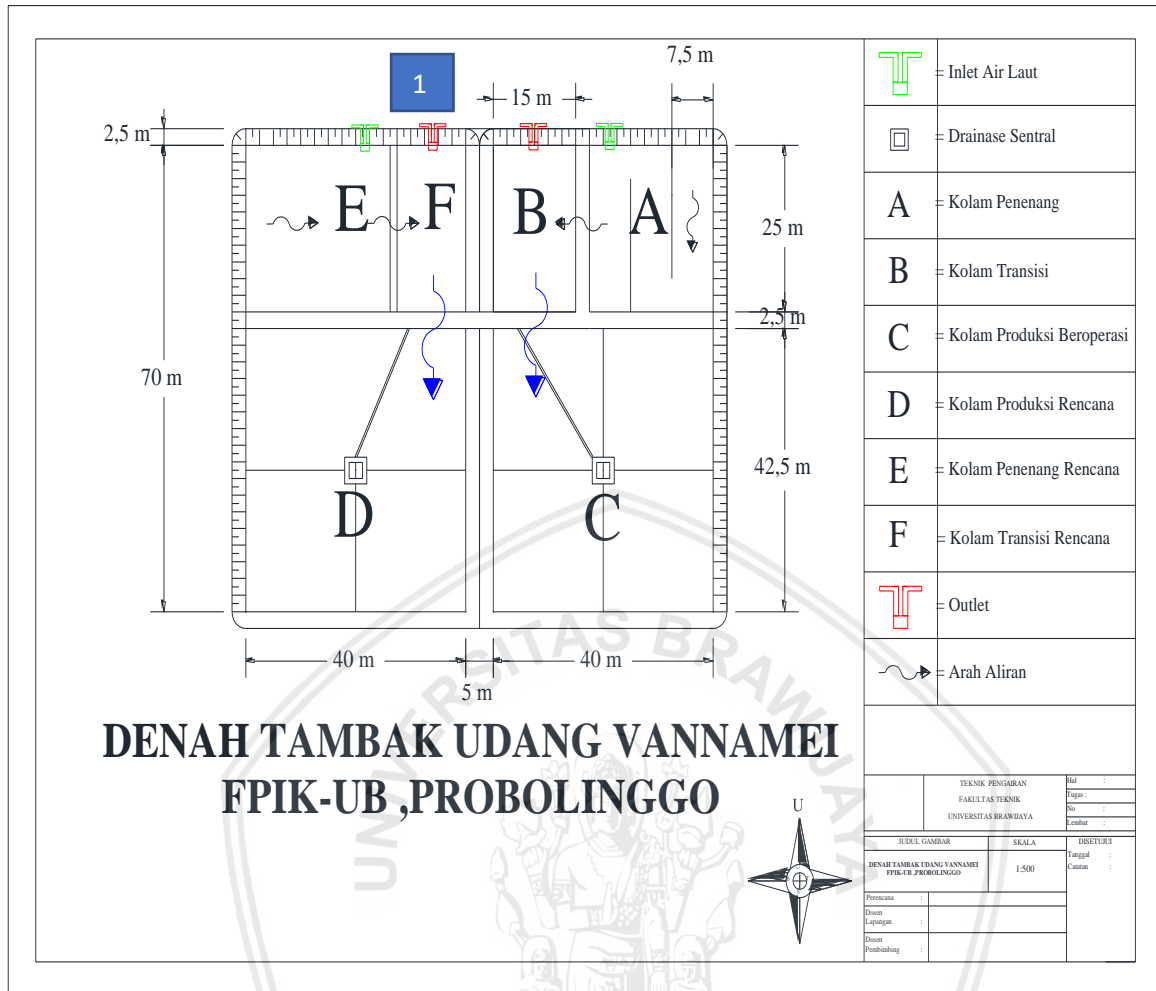 1
7,5 m
15 m
2,5 m
E
F
B
A
25 m
2,5 m
70 m
42,5 m
D
C
40 m
40 m
5 m
DENAH TAMBAK UDANG VANNAMEI
FPIK-UB ,PROBOLINGGO
U
UNIVERSITAS BRAWIJAYA
= Inlet Air Laut
= Drainase Sentral
A = Kolam Penenang
B = Kolam Transisi
C = Kolam Produksi Beroperasi
D = Kolam Produksi Rencana
E = Kolam Penenang Rencana
F = Kolam Transisi Rencana
= Outlet
= Arah Aliran
TEKNIK PENGAIRAN
FAKULTAS TEKNIK
UNIVERSITAS BRAWIJAYA
Hal :
Tugas :
No :
Lembar :
JUDUL GAMBAR
SKALA
DISETUJUI
DENAH TAMBAK UDANG VANNAMEI
FPIK-UB ,PROBOLINGGO
1:500
Tanggal :
Catatan :
Perencana :
Dosen
Lapangan :
Dosen
Pembimbing :